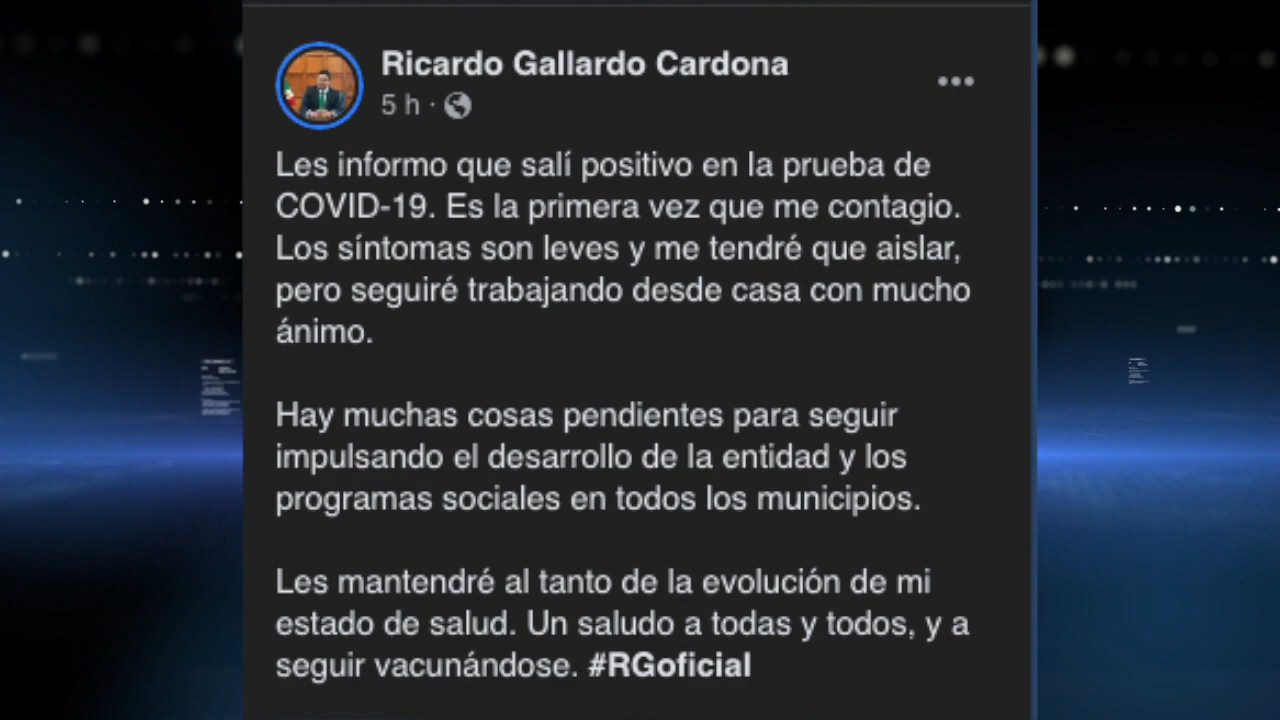 Ricardo Gallardo Cardona
5 h ·
Les informo que salí positivo en la prueba de
COVID-19. Es la primera vez que me contagio.
Los síntomas son leves y me tendré que aislar,
pero seguiré trabajando desde casa con mucho
ánimo.
Hay muchas cosas pendientes para seguir
impulsando el desarrollo de la entidad y los
programas sociales en todos los municipios.
Les mantendré al tanto de la evolución de mi
estado de salud. Un saludo a todas y todos, y a
seguir vacunándose. #RGoficial